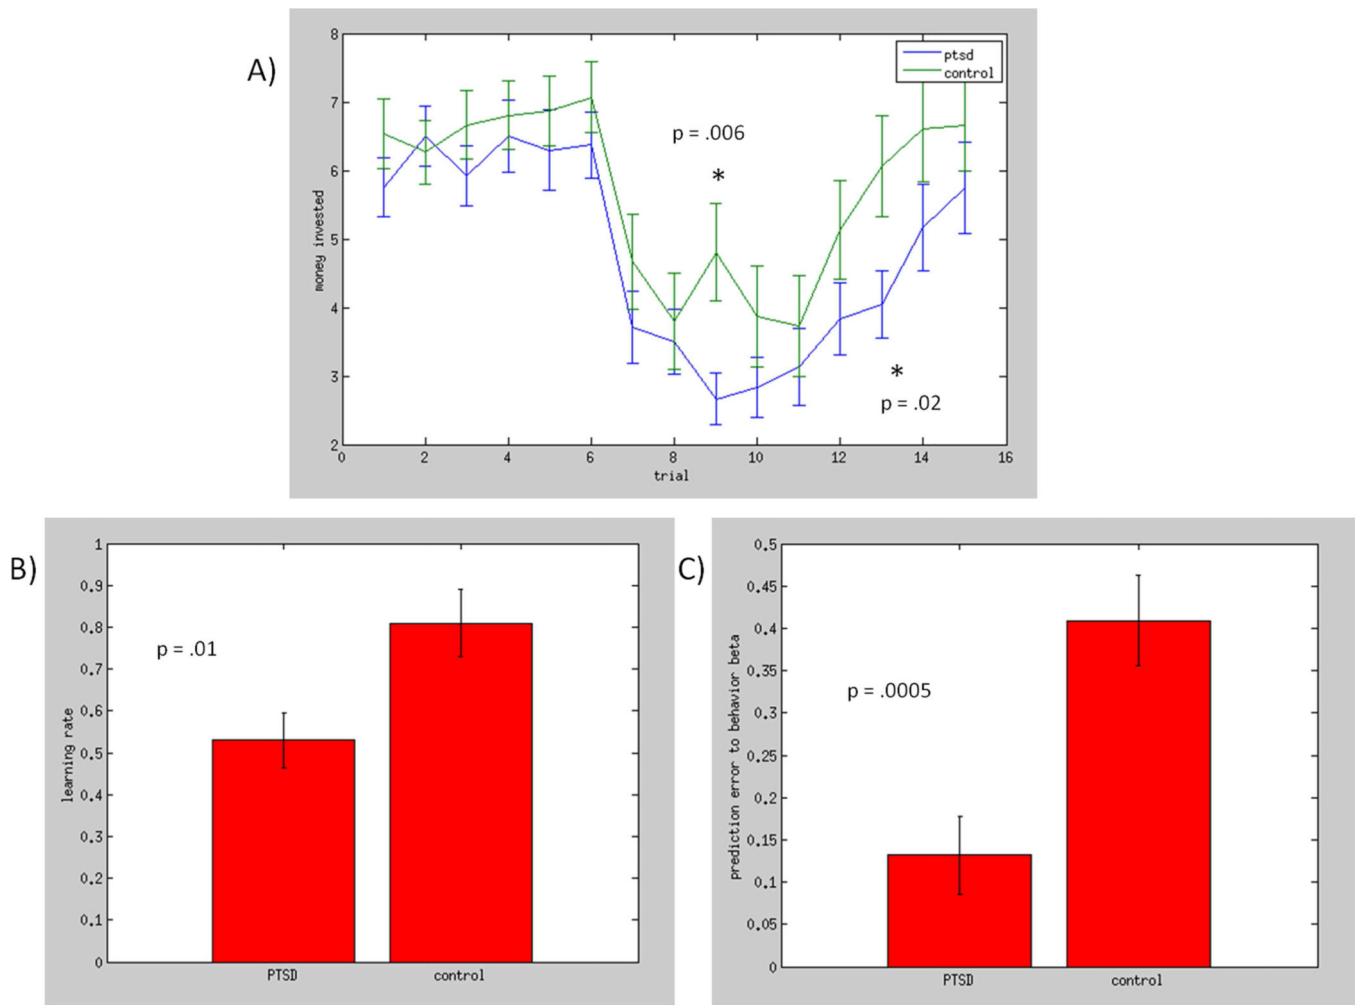 A)
8
7
6
5
4
3
2
money invested
ptsd
control
p = .006
*
*
p = .02
0 2 4 6 8 10 12 14 16
trial
B)
1
0.9
0.8
0.7
0.6
0.5
0.4
0.3
0.2
0.1
0
learning rate
p = .01
PTSD control
C)
0.5
0.45
0.4
0.35
0.3
0.25
0.2
0.15
0.1
0.05
0
prediction error to behavior beta
p = .0005
PTSD control